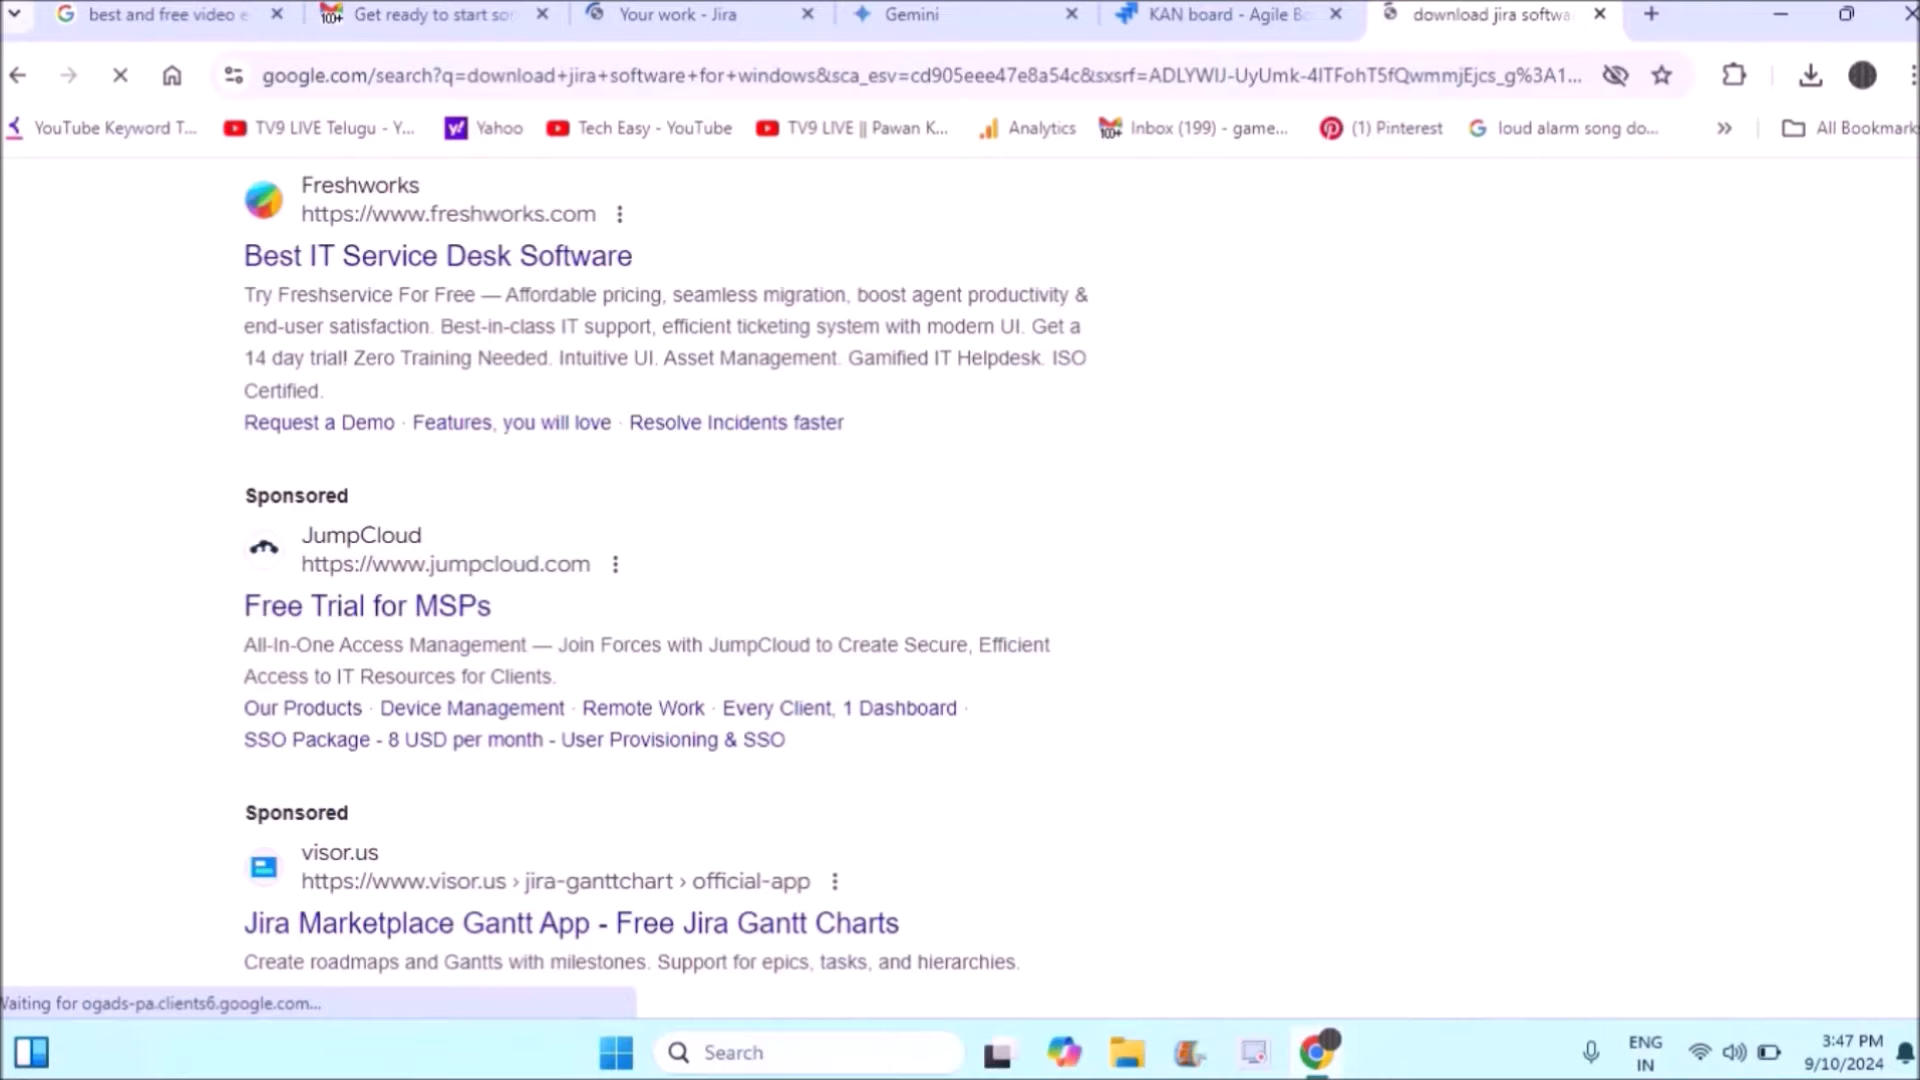 best and free video e
Get ready to start so
Your work - Jira
Gemini
KAN board - Agile Bo
download jira softwa
google.com/search?q=download+jira+software+for+windows&sca_esv=cd905eee47e8a54c&sxsrf=ADLYWIJ-UyUmk-4ITFohT5fQwmmjEjcs_g%3A1...
YouTube Keyword T...
TV9 LIVE Telugu - Y...
Yahoo
Tech Easy - YouTube
TV9 LIVE || Pawan K...
Analytics
100+
Inbox (199) - game...
(1) Pinterest
loud alarm song do...
All Bookmark
Freshworks
https://www.freshworks.com
Best IT Service Desk Software
Try Freshservice For Free — Affordable pricing, seamless migration, boost agent productivity &
end-user satisfaction. Best-in-class IT support, efficient ticketing system with modern UI. Get a
14 day trial! Zero Training Needed. Intuitive UI. Asset Management. Gamified IT Helpdesk. ISO
Certified.
Request a Demo · Features, you will love · Resolve Incidents faster
Sponsored
JumpCloud
https://www.jumpcloud.com
Free Trial for MSPs
All-In-One Access Management — Join Forces with JumpCloud to Create Secure, Efficient
Access to IT Resources for Clients.
Our Products · Device Management · Remote Work · Every Client, 1 Dashboard ·
SSO Package - 8 USD per month - User Provisioning & SSO
Sponsored
visor.us
https://www.visor.us › jira-ganttchart › official-app
Jira Marketplace Gantt App - Free Jira Gantt Charts
Create roadmaps and Gantts with milestones. Support for epics, tasks, and hierarchies.
Waiting for ogads-pa.clients6.google.com...
Search
ENG
IN
3:47 PM
9/10/2024